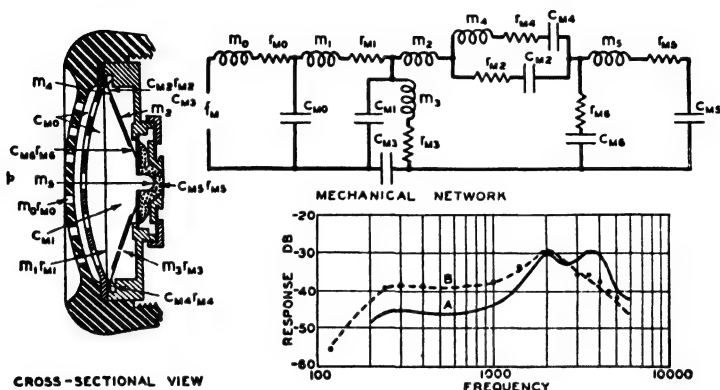 m4
CM0
CM6 rM6
p
m5
m0 rM0
CM1
m1 rM1
CM2 rM2
CM3
m2
CM5 rM5
m3 rM3
CM4 rM4
CROSS-SECTIONAL VIEW
m0 rM0 m1 rM1 m2 m4 rM4 CM4 m5 rM5
rM2 CM2
fM CM0 CM1 m3 rM3 CM3 rM6 CM6 CM5
MECHANICAL NETWORK
RESPONSE DB
-20
-30
-40
-50
-60
B
A
100 1000 10000
FREQUENCY